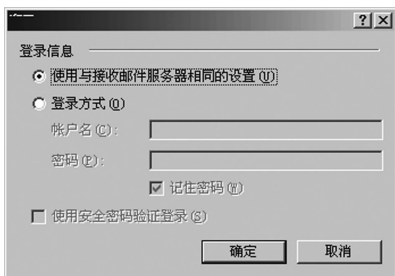 登录信息
使用与接收邮件服务器相同的设置(U)
登录方式(O)
帐户名(C):
密码(P):
记住密码(W)
使用安全密码验证登录(S)
确定 取消